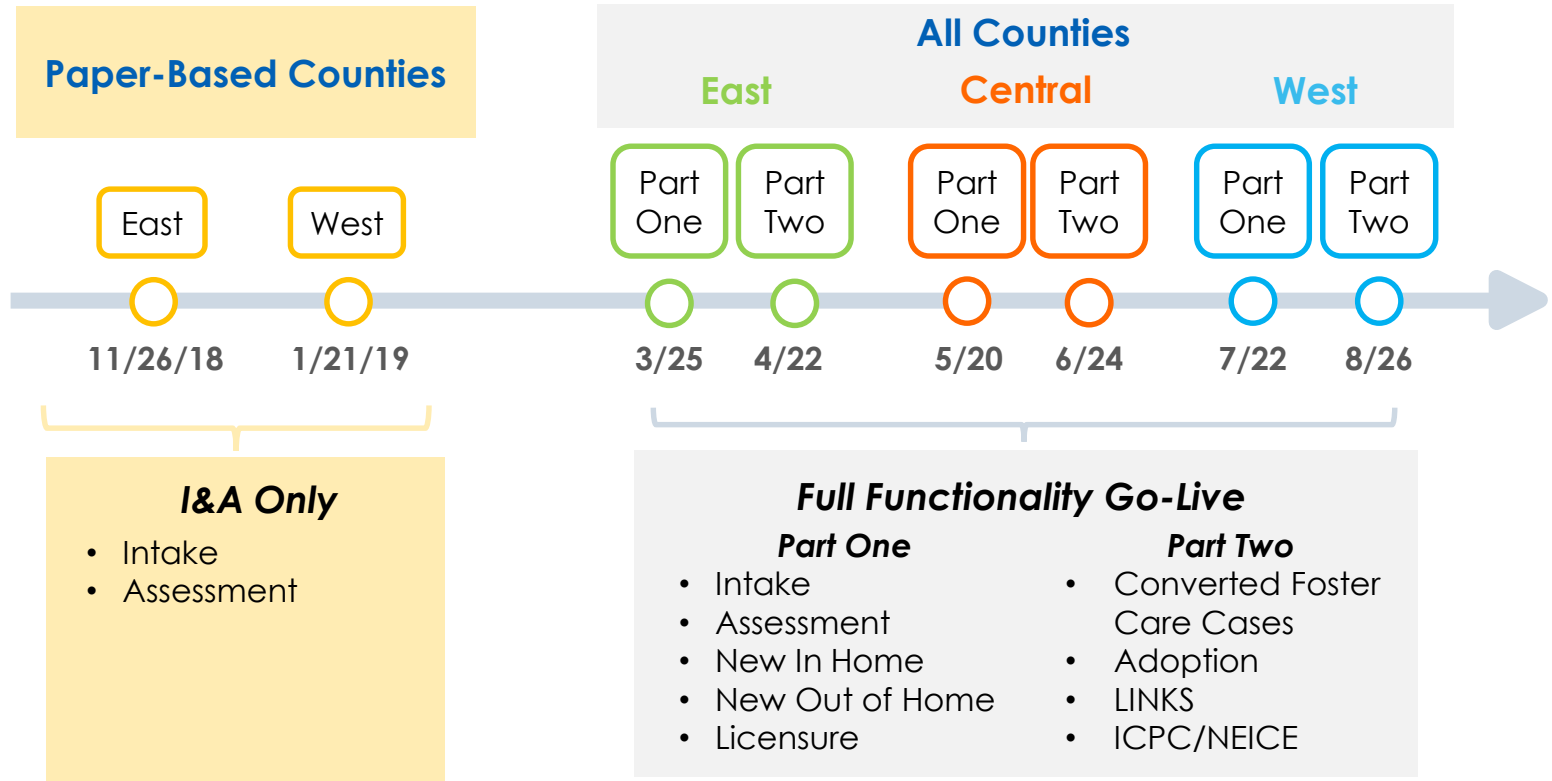 Paper-Based Counties
East
West
11/26/18
1/21/19
I&A Only
• Intake
• Assessment
All Counties
East
Central
West
Part
One
Part
Two
Part
One
Part
Two
Part
One
Part
Two
3/25
4/22
5/20
6/24
7/22
8/26
Full Functionality Go-Live
Part One
• Intake
• Assessment
• New In Home
• New Out of Home
• Licensure
Part Two
• Converted Foster
Care Cases
• Adoption
• LINKS
• ICPC/NEICE